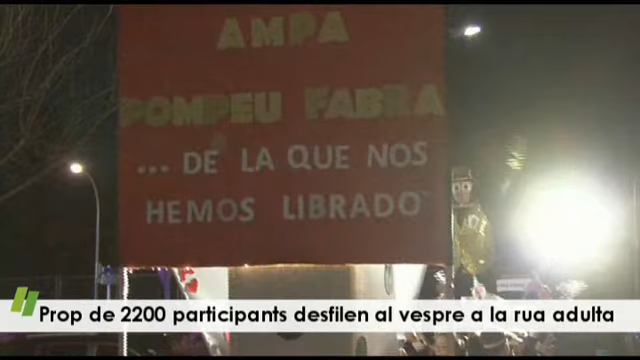 AMPA
POMPEU FABRA
... DE LA QUE NOS
HEMOS LIBRADO
Prop de 2200 participants desfilen al vespre a la rua adulta